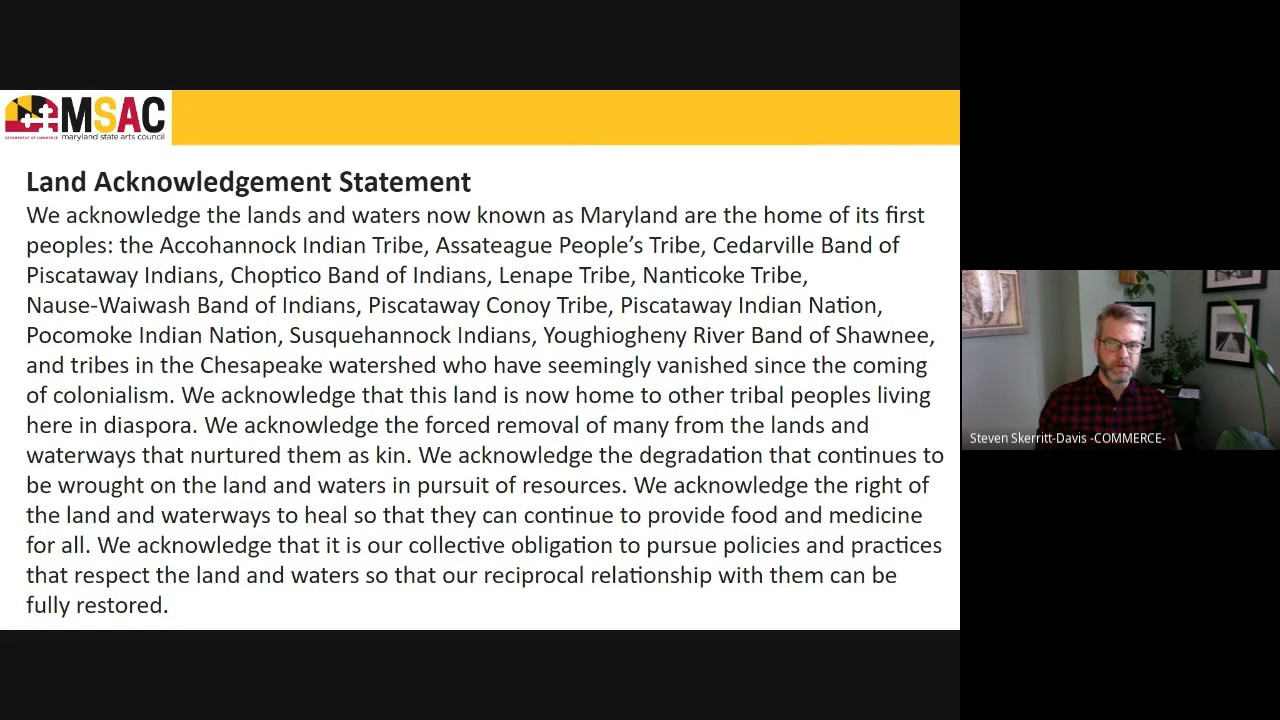 MSAC
DEPARTMENT OF COMMERCE
maryland state arts council
Land Acknowledgement Statement
We acknowledge the lands and waters now known as Maryland are the home of its first
peoples: the Accohannock Indian Tribe, Assateague People’s Tribe, Cedarville Band of
Piscataway Indians, Choptico Band of Indians, Lenape Tribe, Nanticoke Tribe,
Nause-Waiwash Band of Indians, Piscataway Conoy Tribe, Piscataway Indian Nation,
Pocomoke Indian Nation, Susquehannock Indians, Youghiogheny River Band of Shawnee,
and tribes in the Chesapeake watershed who have seemingly vanished since the coming
of colonialism. We acknowledge that this land is now home to other tribal peoples living
here in diaspora. We acknowledge the forced removal of many from the lands and
waterways that nurtured them as kin. We acknowledge the degradation that continues to
be wrought on the land and waters in pursuit of resources. We acknowledge the right of
the land and waterways to heal so that they can continue to provide food and medicine
for all. We acknowledge that it is our collective obligation to pursue policies and practices
that respect the land and waters so that our reciprocal relationship with them can be
fully restored.
Steven Skerritt-Davis -COMMERCE-